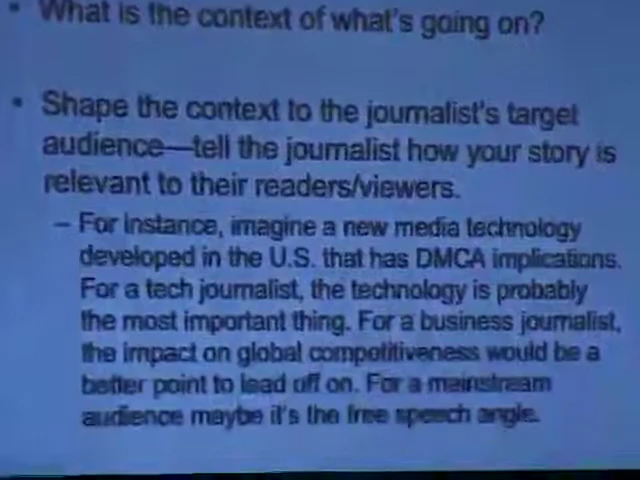 • What is the context of what's going on?
• Shape the context to the journalist's target
audience—tell the journalist how your story is
relevant to their readers/viewers.
– For instance, imagine a new media technology
developed in the U.S. that has DMCA implications.
For a tech journalist, the technology is probably
the most important thing. For a business journalist,
the impact on global competitiveness would be a
better point to lead off on. For a mainstream
audience maybe it's the free speech angle.